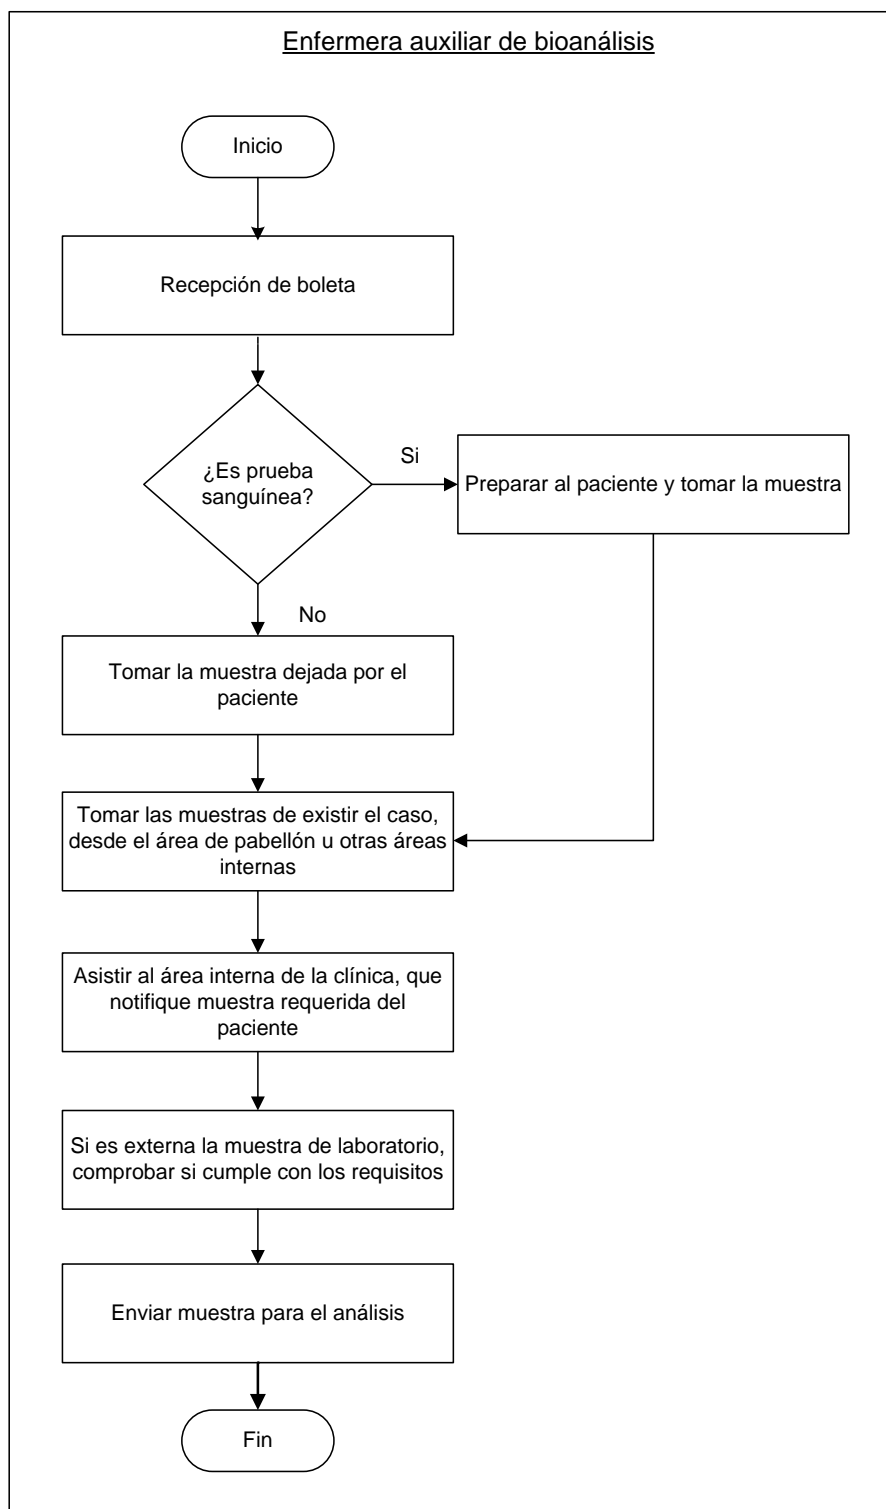 Enfermera auxiliar de bioanálisis
Inicio
Recepción de boleta
¿Es prueba
sanguínea?
Si
Preparar al paciente y tomar la muestra
No
Tomar la muestra dejada por el
paciente
Tomar las muestras de existir el caso,
desde el área de pabellón u otras áreas
internas
Asistir al área interna de la clínica, que
notifique muestra requerida del
paciente
Si es externa la muestra de laboratorio,
comprobar si cumple con los requisitos
Enviar muestra para el análisis
Fin